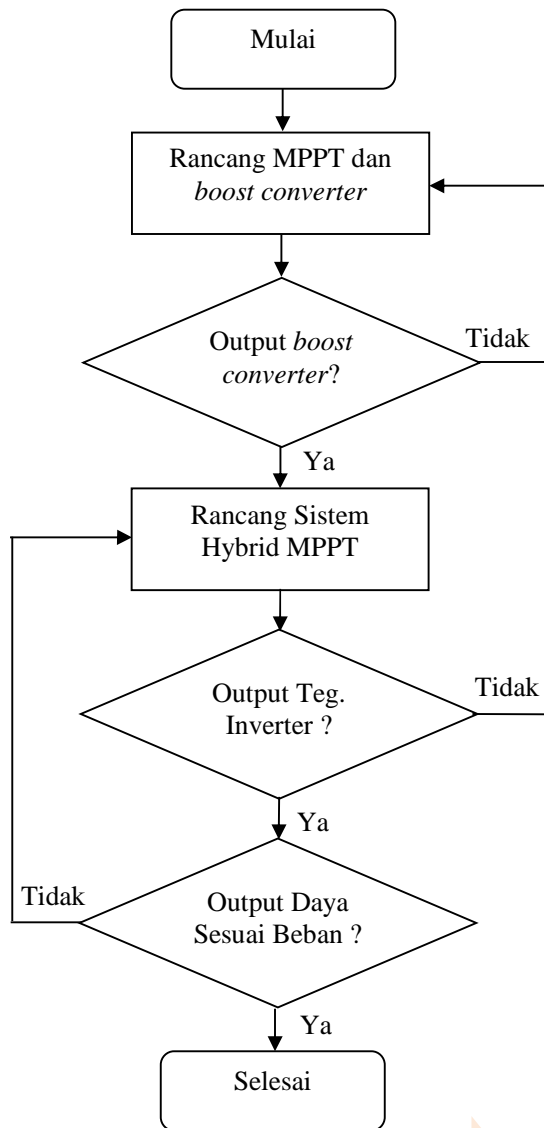 Mulai
Rancang MPPT dan
boost converter
Output boost
converter?
Tidak
Ya
Rancang Sistem
Hybrid MPPT
Output Teg.
Inverter ?
Tidak
Ya
Tidak
Output Daya
Sesuai Beban ?
Ya
Selesai